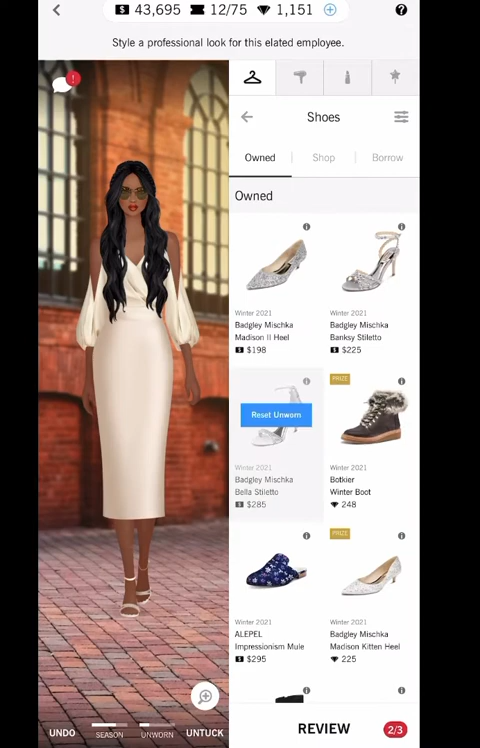 43,695 12/75 1,151
?
Style a professional look for this elated employee.
!
Shoes
Owned
Shop
Borrow
Owned
Winter 2021
Badgley Mischka
Madison II Heel
$ $198
Winter 2021
Badgley Mischka
Banksy Stiletto
$ $225
Reset Unworn
Winter 2021
Badgley Mischka
Bella Stiletto
$ $285
PRIZE
Winter 2021
Botkier
Winter Boot
248
Winter 2021
ALEPEL
Impressionism Mule
$ $295
PRIZE
Winter 2021
Badgley Mischka
Madison Kitten Heel
225
UNDO
SEASON
UNWORN
UNTUCK
REVIEW
2/3